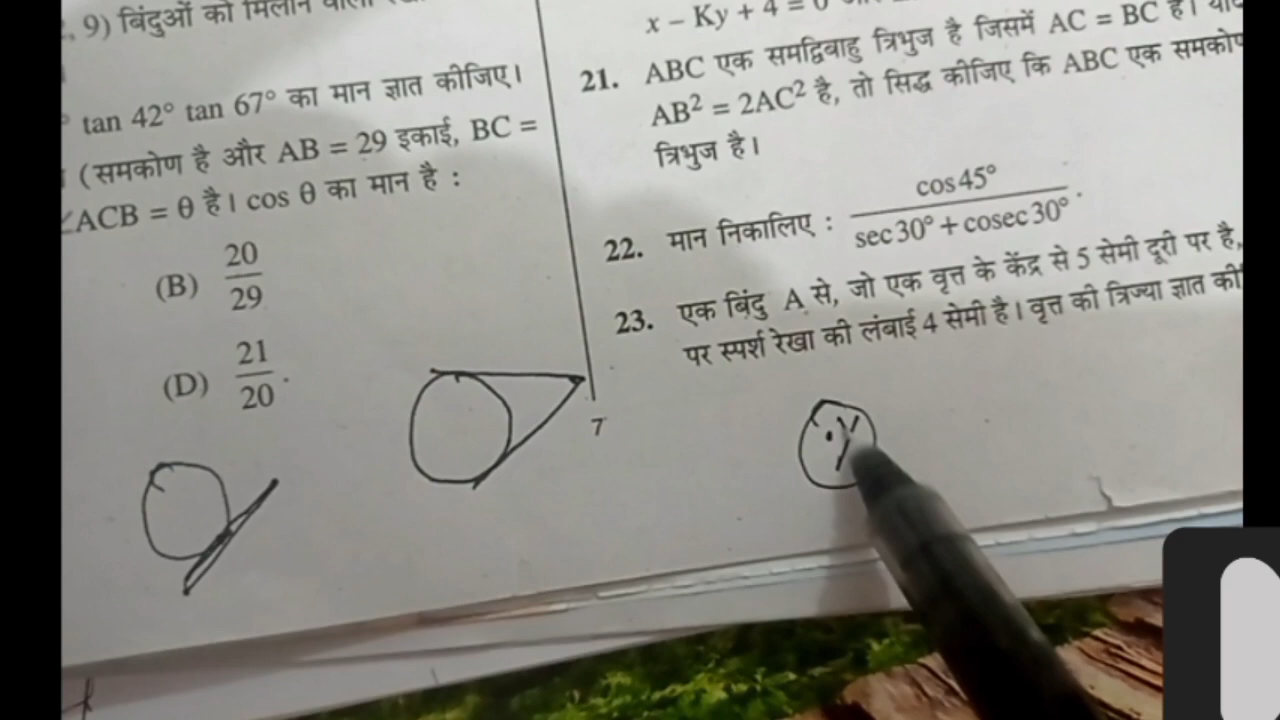 9) बिंदुओं को मिलाने
tan 42° tan 67° का मान ज्ञात कीजिए।
(समकोण है और AB = 29 इकाई, BC =
∠ACB = θ है। cos θ का मान है :
(B) 20/29
(D) 21/20.
7
x – Ky + 4 = 0
21. ABC एक समद्विबाहु त्रिभुज है जिसमें AC = BC है।
AB² = 2AC² है, तो सिद्ध कीजिए कि ABC एक
त्रिभुज है।
22. मान निकालिए : cos 45° / sec 30° + cosec 30° .
23. एक बिंदु A से, जो एक वृत्त के केंद्र से 5 सेमी दूरी पर है,
पर स्पर्श रेखा की लंबाई 4 सेमी है। वृत्त की त्रिज्या ज्ञात